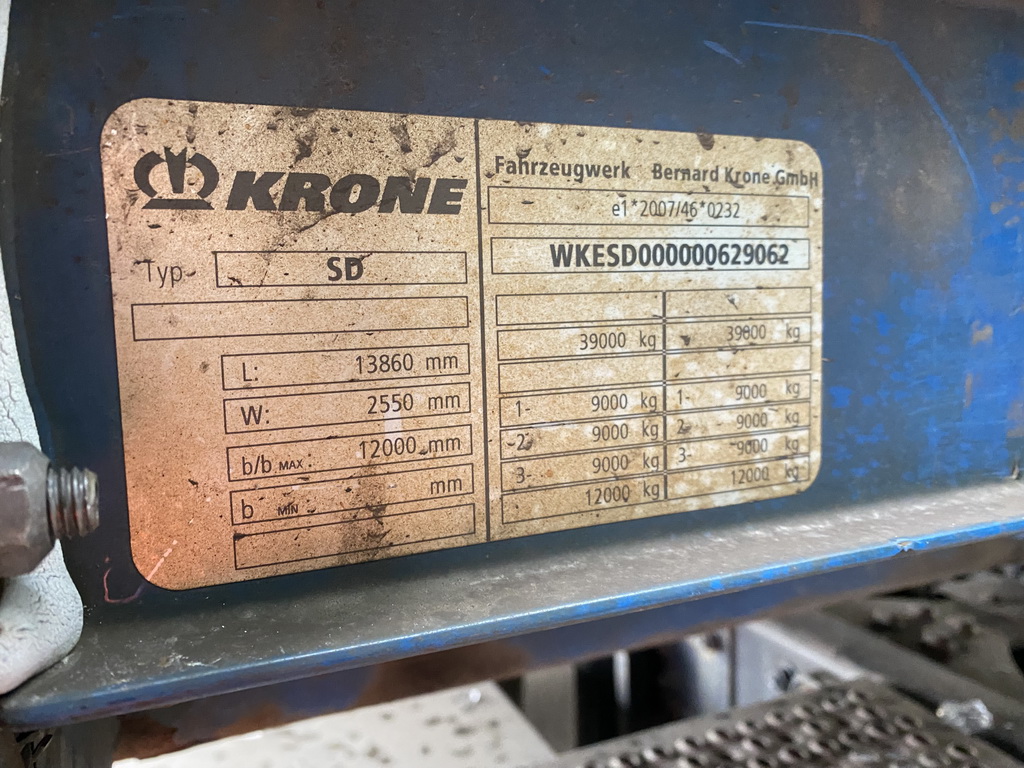 KRONE
Typ SD
L: 13860 mm
W: 2550 mm
b/b MAX: 12000 mm
b MIN mm
Fahrzeugwerk Bernard Krone GmbH
e1*2007/46*0232
WKESD000000629062
39000 kg 39000 kg
1- 9000 kg 1- 9000 kg
2- 9000 kg 2- 9000 kg
3- 9000 kg 3- 9000 kg
12000 kg 12000 kg